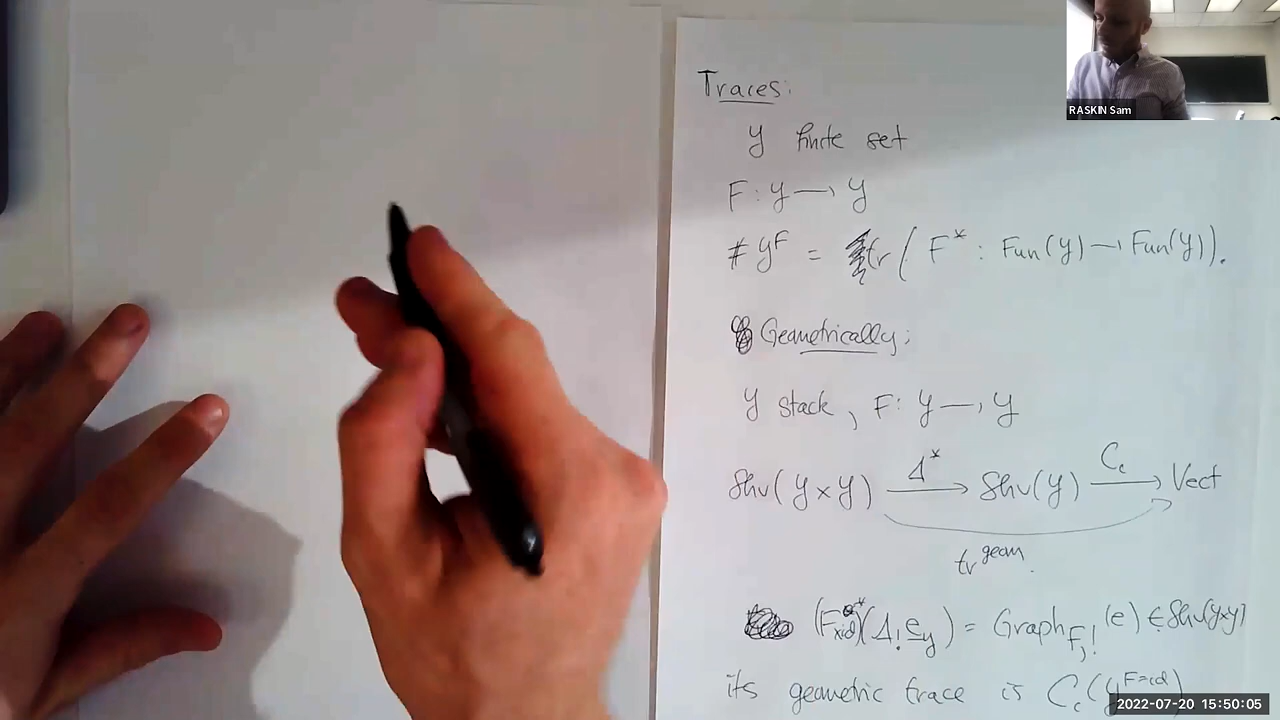 RASKIN Sam
Traces:
Y finite set
F: Y → Y
# Y^F = tr( F^* : Fun(Y) → Fun(Y)).
Geometrically:
Y stack, F: Y → Y
Shv(Y × Y) →^{Δ^*} Shv(Y) →^{C_c} Vect
tr^{geom}.
(F × id)^*(Δ_! e_Y) = Graph_{F,!}(e) ∈ Shv(Y×Y)
its geometric trace is C_c(Y^{F=id})
2022-07-20 15:50:05